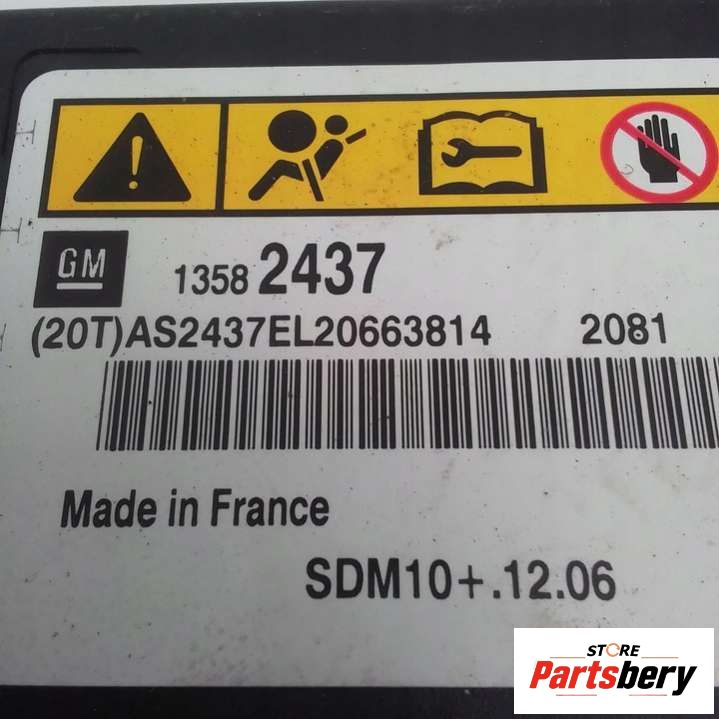 GM
1358 2437
(20T)AS2437EL20663814 2081
Made in France
SDM10+.12.06
STORE
Partsbery